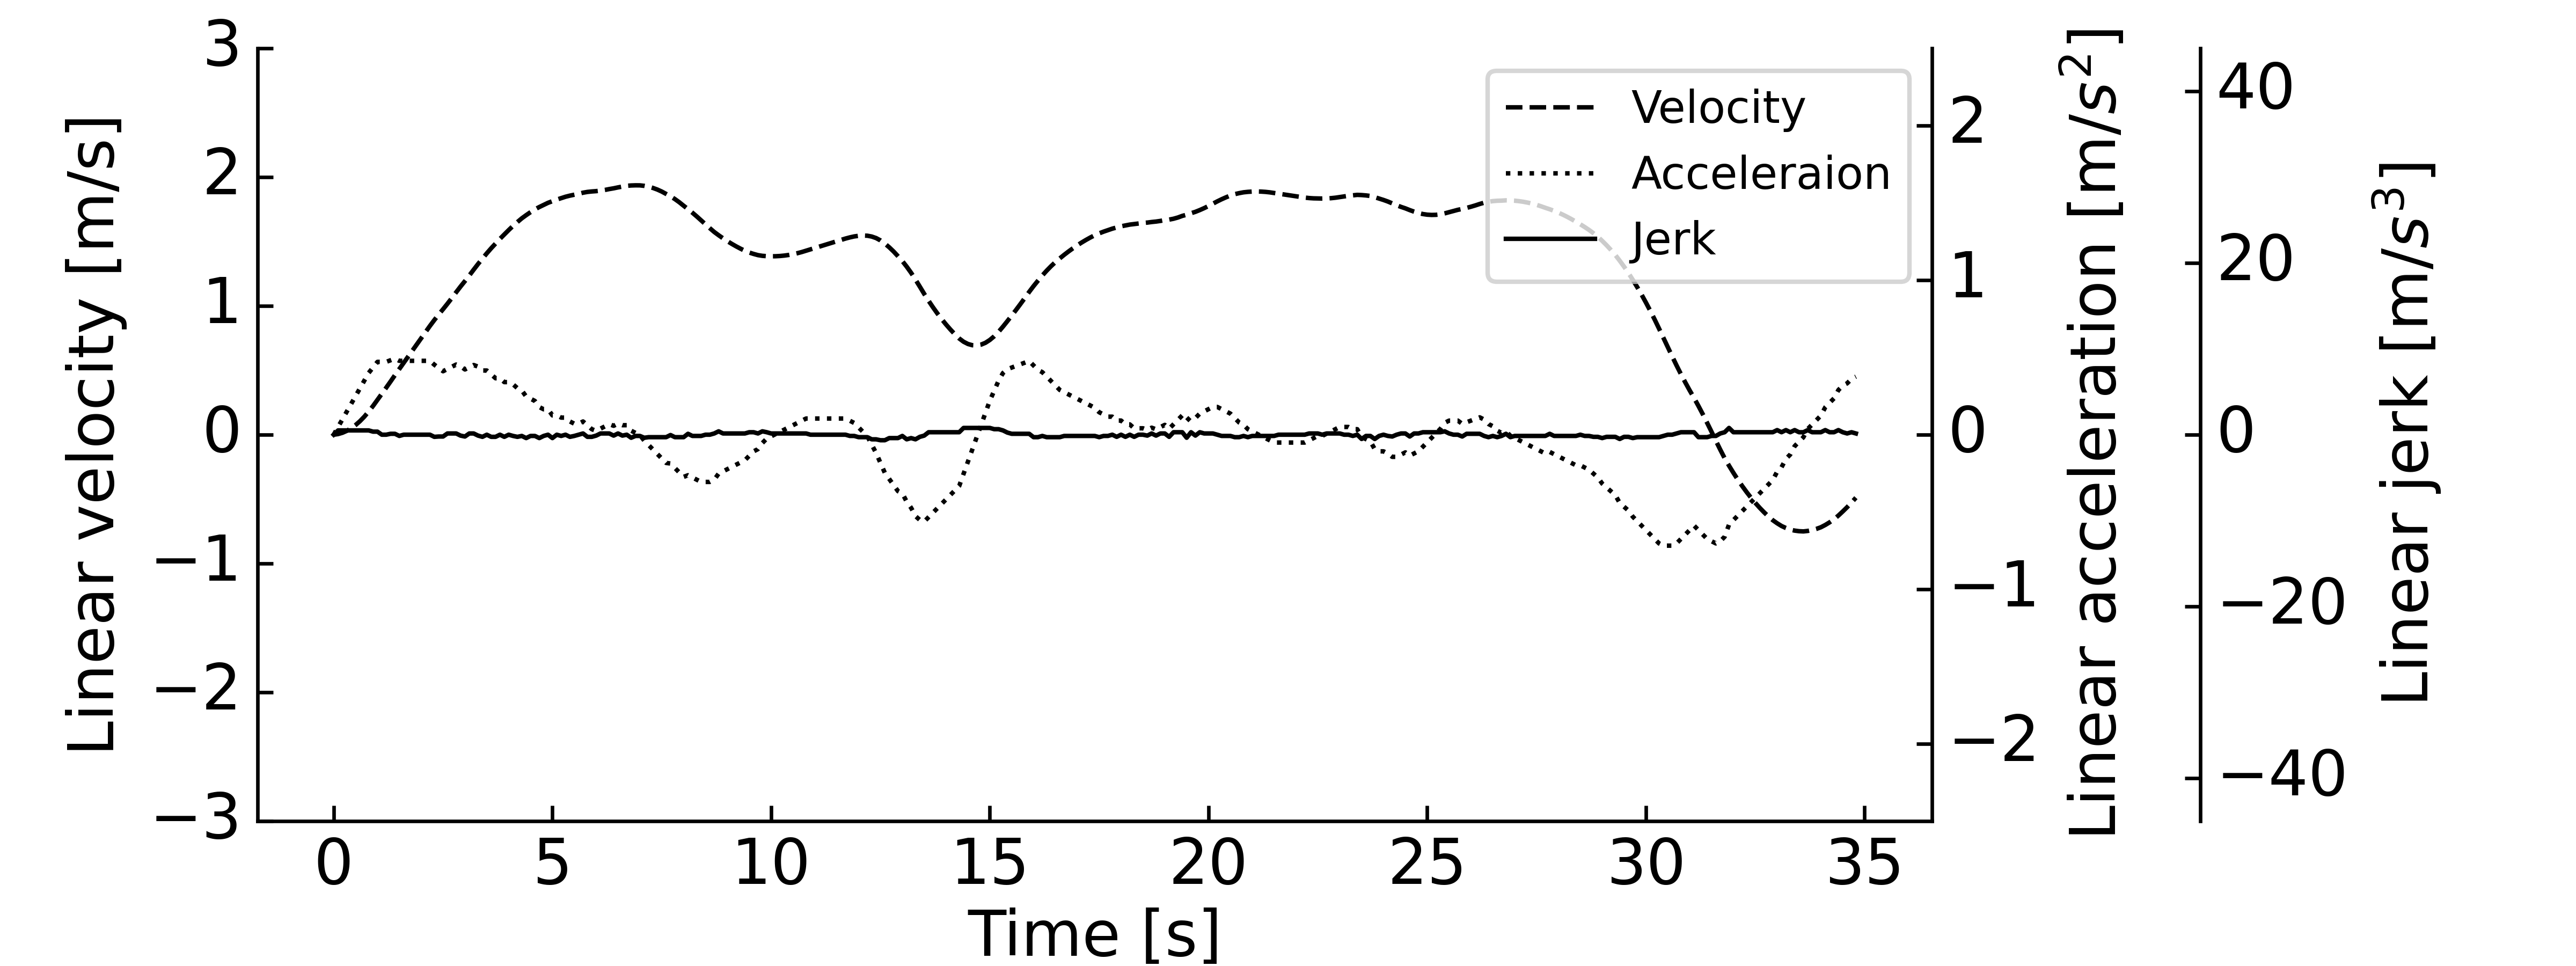 Linear velocity [m/s]
3
2
1
0
−1
−2
−3
0 5 10 15 20 25 30 35
Time [s]
Velocity
Acceleraion
Jerk
2
1
0
−1
−2
Linear acceleration [m/s²]
40
20
0
−20
−40
Linear jerk [m/s³]